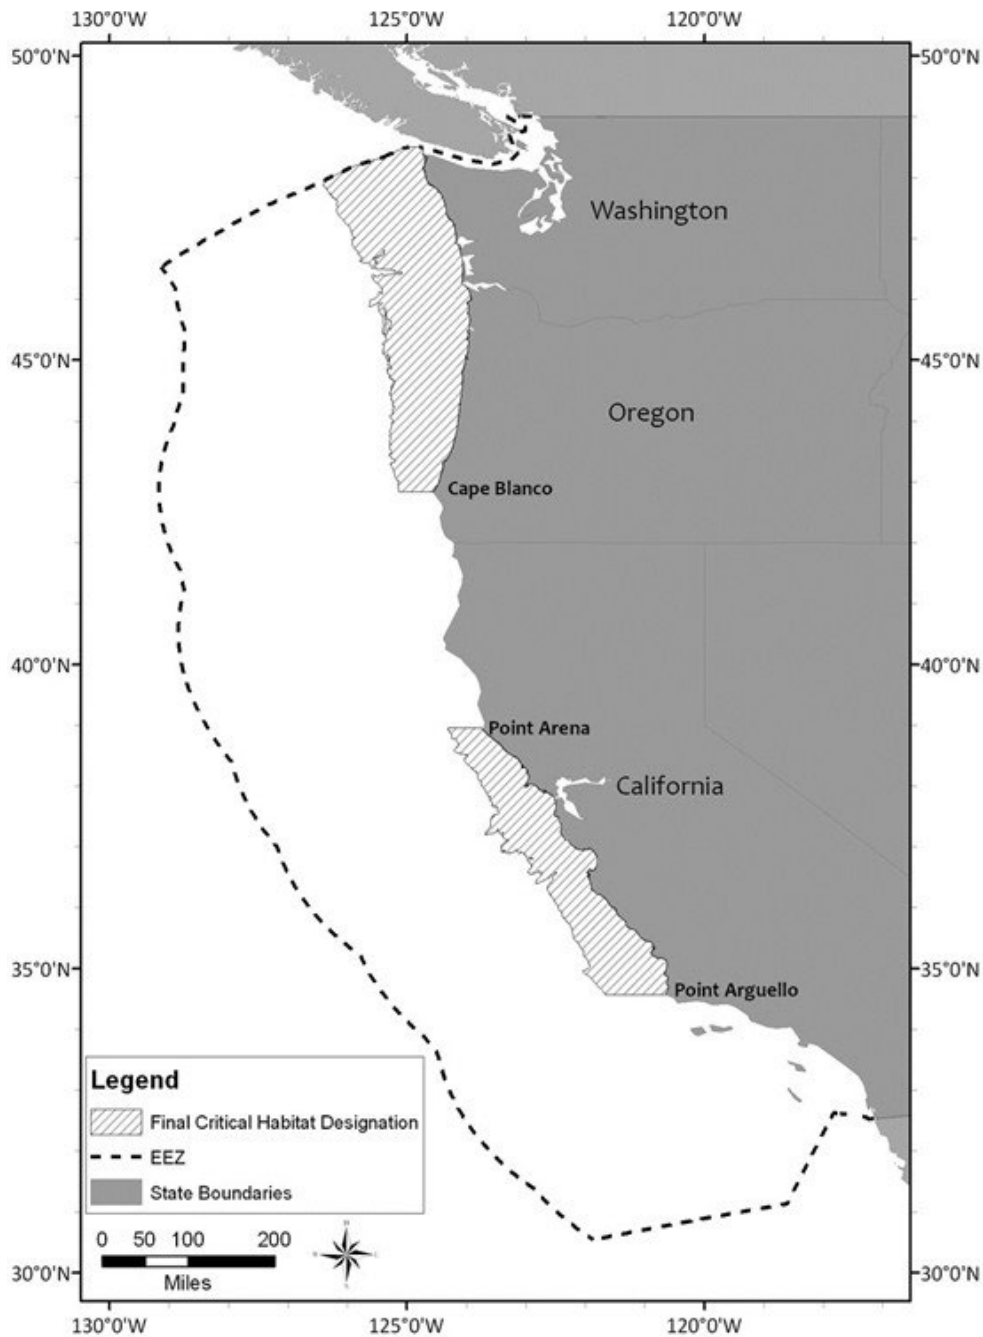 130°0'W 125°0'W 120°0'W
50°0'N 50°0'N
Washington
45°0'N 45°0'N
Oregon
Cape Blanco
40°0'N 40°0'N
Point Arena
California
35°0'N 35°0'N
Point Arguello
Legend
Final Critical Habitat Designation
EEZ
State Boundaries
0 50 100 200
Miles
N
30°0'N 30°0'N
130°0'W 125°0'W 120°0'W